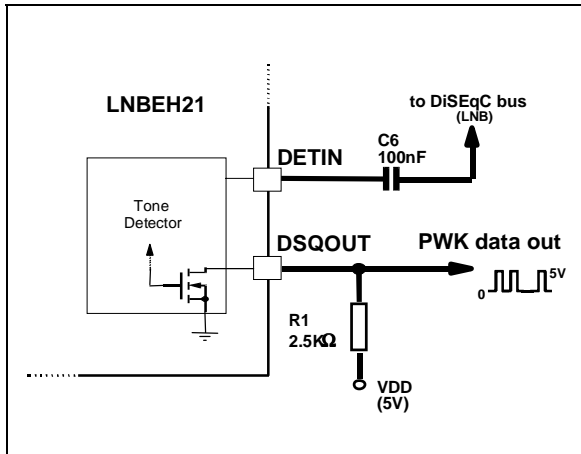 LNBEH21
to DiSEqC bus
(LNB)
C6
100nF
DETIN
Tone
Detector
DSQOUT
PWK data out
0
5V
R1
2.5KΩ
VDD
(5V)